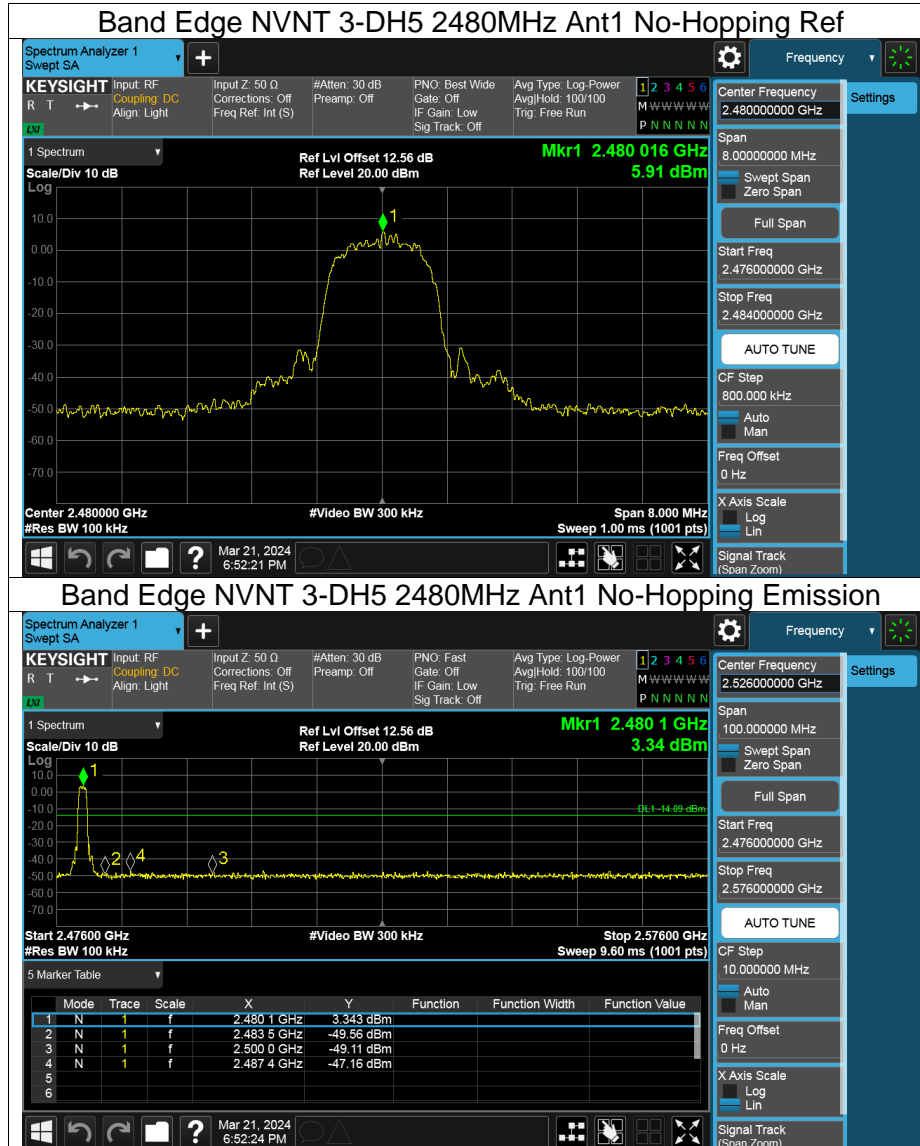 Band Edge NVNT 3-DH5 2480MHz Ant1 No-Hopping Ref
Spectrum Analyzer 1
Swept SA
Frequency
KEYSIGHT
R T
LXI
Input: RF
Coupling: DC
Align: Light
Input Z: 50 Ω
Corrections: Off
Freq Ref: Int (S)
#Atten: 30 dB
Preamp: Off
PNO: Best Wide
Gate: Off
IF Gain: Low
Sig Track: Off
Avg Type: Log-Power
Avg|Hold: 100/100
Trig: Free Run
1 2 3 4 5 6
M W W W W W
P N N N N N
Center Frequency
2.480000000 GHz
Settings
Span
8.00000000 MHz
Swept Span
Zero Span
Full Span
Start Freq
2.476000000 GHz
Stop Freq
2.484000000 GHz
AUTO TUNE
CF Step
800.000 kHz
Auto
Man
Freq Offset
0 Hz
X Axis Scale
Log
Lin
Signal Track
(Span Zoom)
1 Spectrum
Scale/Div 10 dB
Ref Lvl Offset 12.56 dB
Ref Level 20.00 dBm
Mkr1 2.480 016 GHz
5.91 dBm
Log
10.0
0.00
-10.0
-20.0
-30.0
-40.0
-50.0
-60.0
-70.0
1
Center 2.480000 GHz
#Res BW 100 kHz
#Video BW 300 kHz
Span 8.000 MHz
Sweep 1.00 ms (1001 pts)
?
Mar 21, 2024
6:52:21 PM
Band Edge NVNT 3-DH5 2480MHz Ant1 No-Hopping Emission
Spectrum Analyzer 1
Swept SA
Frequency
KEYSIGHT
R T
LXI
Input: RF
Coupling: DC
Align: Light
Input Z: 50 Ω
Corrections: Off
Freq Ref: Int (S)
#Atten: 30 dB
Preamp: Off
PNO: Fast
Gate: Off
IF Gain: Low
Sig Track: Off
Avg Type: Log-Power
Avg|Hold: 100/100
Trig: Free Run
1 2 3 4 5 6
M W W W W W
P N N N N N
Center Frequency
2.526000000 GHz
Settings
Span
100.000000 MHz
Swept Span
Zero Span
Full Span
Start Freq
2.476000000 GHz
Stop Freq
2.576000000 GHz
AUTO TUNE
CF Step
10.000000 MHz
Auto
Man
Freq Offset
0 Hz
X Axis Scale
Log
Lin
Signal Track
(Span Zoom)
1 Spectrum
Scale/Div 10 dB
Ref Lvl Offset 12.56 dB
Ref Level 20.00 dBm
Mkr1 2.480 1 GHz
3.34 dBm
Log
10.0
0.00
-10.0
-20.0
-30.0
-40.0
-50.0
-60.0
-70.0
1
DL1 -14.09 dBm
2 4 3
Start 2.47600 GHz
#Res BW 100 kHz
#Video BW 300 kHz
Stop 2.57600 GHz
Sweep 9.60 ms (1001 pts)
5 Marker Table
Mode Trace Scale X Y Function Function Width Function Value
1 N 1 f 2.480 1 GHz 3.343 dBm
2 N 1 f 2.483 5 GHz -49.56 dBm
3 N 1 f 2.500 0 GHz -49.11 dBm
4 N 1 f 2.487 4 GHz -47.16 dBm
5
6
?
Mar 21, 2024
6:52:24 PM